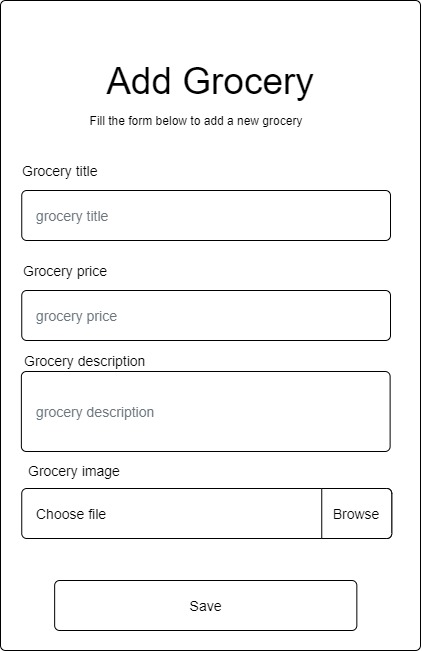 Add Grocery
Fill the form below to add a new grocery
Grocery title
grocery title
Grocery price
grocery price
Grocery description
grocery description
Grocery image
Choose file Browse
Save